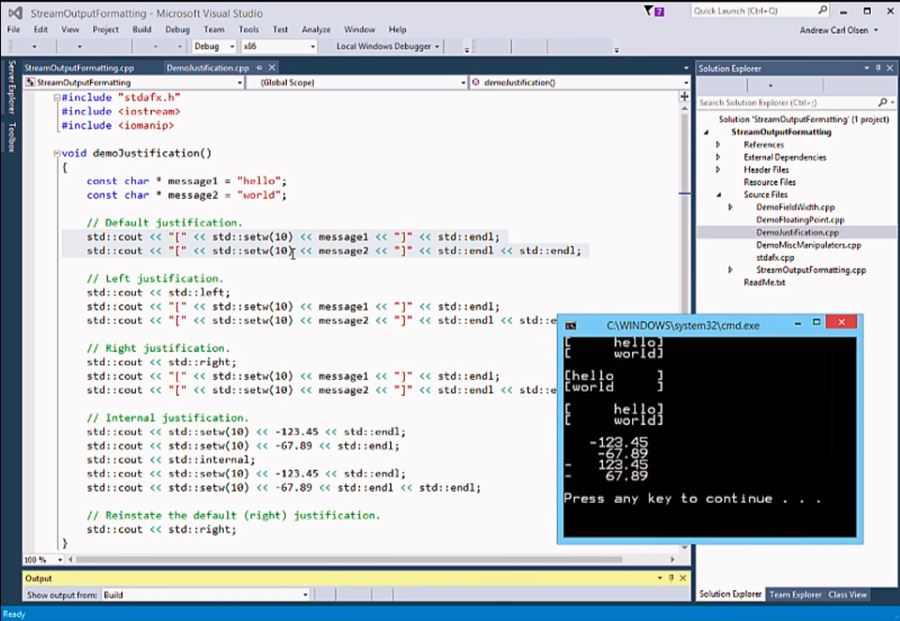 StreamOutputFormatting - Microsoft Visual Studio
7
Quick Launch (Ctrl+Q)
File Edit View Project Build Debug Team Tools Test Analyze Window Help
Andrew Carl Olsen
Debug x86 Local Windows Debugger
Server Explorer
Toolbox
StreamOutputFormatting.cpp DemoJustification.cpp
StreamOutputFormatting (Global Scope) demoJustification()
#include "stdafx.h"
#include <iostream>
#include <iomanip>
void demoJustification()
{
const char * message1 = "hello";
const char * message2 = "world";
// Default justification.
std::cout << "[" << std::setw(10) << message1 << "]" << std::endl;
std::cout << "[" << std::setw(10) << message2 << "]" << std::endl << std::endl;
// Left justification.
std::cout << std::left;
std::cout << "[" << std::setw(10) << message1 << "]" << std::endl;
std::cout << "[" << std::setw(10) << message2 << "]" << std::endl << std::e
// Right justification.
std::cout << std::right;
std::cout << "[" << std::setw(10) << message1 << "]" << std::endl;
std::cout << "[" << std::setw(10) << message2 << "]" << std::endl << std::e
// Internal justification.
std::cout << std::setw(10) << -123.45 << std::endl;
std::cout << std::setw(10) << -67.89 << std::endl;
std::cout << std::internal;
std::cout << std::setw(10) << -123.45 << std::endl;
std::cout << std::setw(10) << -67.89 << std::endl << std::endl;
// Reinstate the default (right) justification.
std::cout << std::right;
}
100 %
Output
Show output from: Build
Ready
Solution Explorer
Search Solution Explorer (Ctrl+;)
Solution 'StreamOutputFormatting' (1 project)
StreamOutputFormatting
References
External Dependencies
Header Files
Resource Files
Source Files
DemoFieldWidth.cpp
DemoFloatingPoint.cpp
DemoJustification.cpp
DemoMiscManipulators.cpp
stdafx.cpp
StreamOutputFormatting.cpp
ReadMe.txt
C:\WINDOWS\system32\cmd.exe
[     hello]
[     world]
[hello     ]
[world     ]
[     hello]
[     world]
-123.45
-67.89
-   123.45
-    67.89
Press any key to continue . . .
Solution Explorer Team Explorer Class View